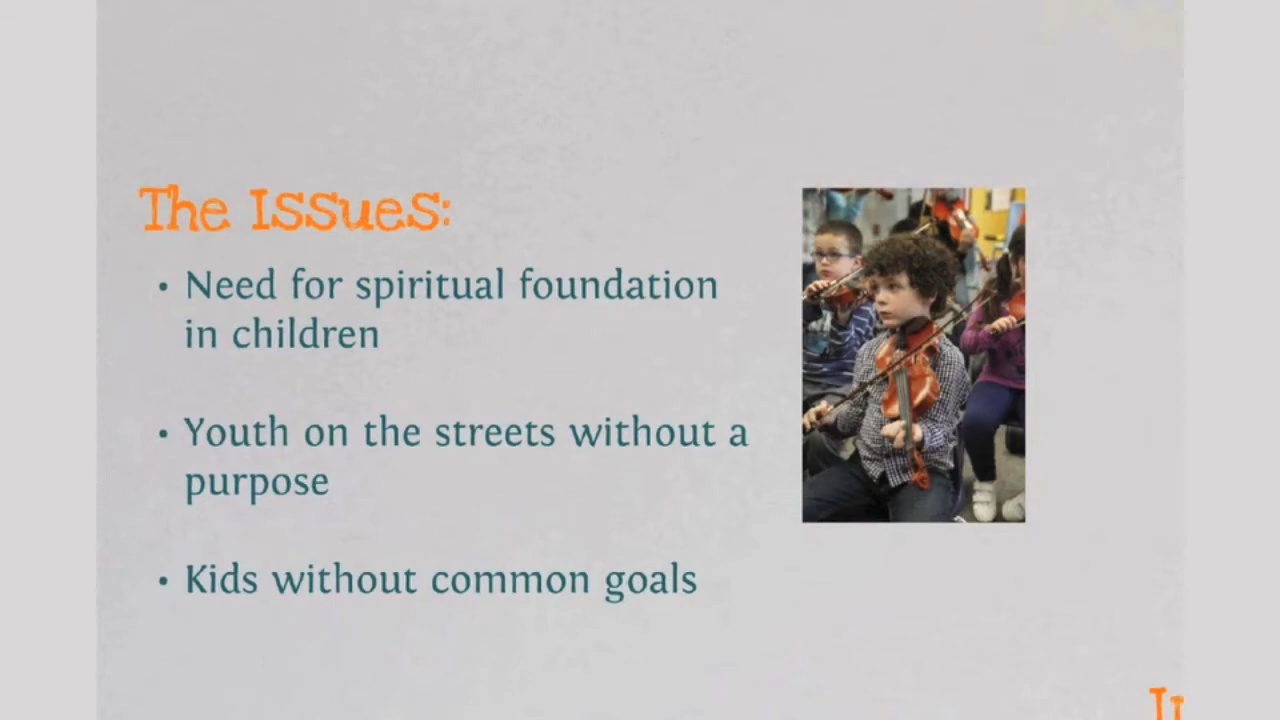 The Issues:
• Need for spiritual foundation
in children
• Youth on the streets without a
purpose
• Kids without common goals